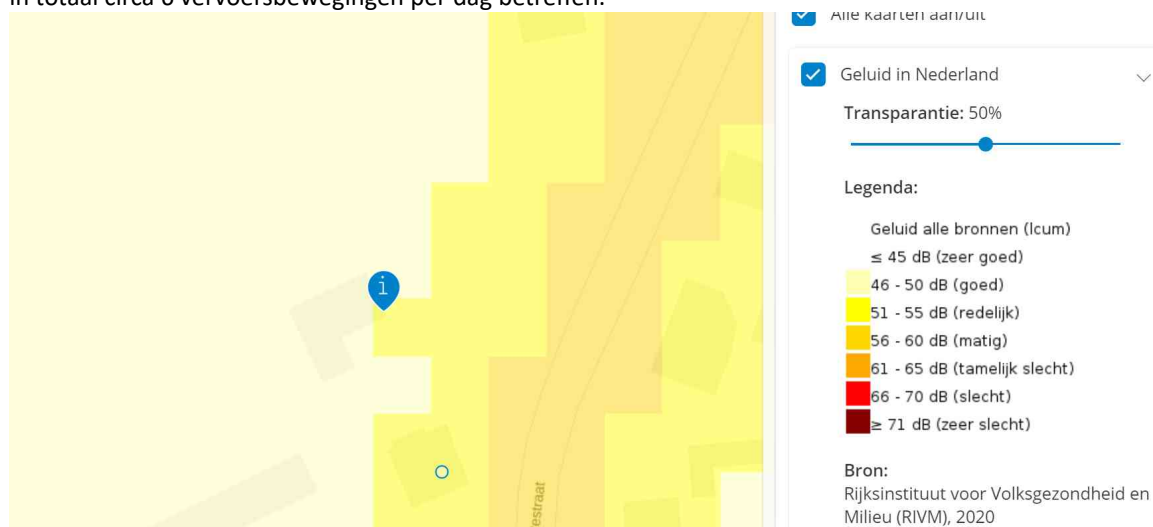 in totaal circa 6 vervoersbewegingen per dag betreffen.
Alle kaarten aan/uit
Geluid in Nederland
Transparantie: 50%
Legenda:
Geluid alle bronnen (lcum)
≤ 45 dB (zeer goed)
46 - 50 dB (goed)
51 - 55 dB (redelijk)
56 - 60 dB (matig)
61 - 65 dB (tamelijk slecht)
66 - 70 dB (slecht)
≥ 71 dB (zeer slecht)
Bron:
Rijksinstituut voor Volksgezondheid en
Milieu (RIVM), 2020